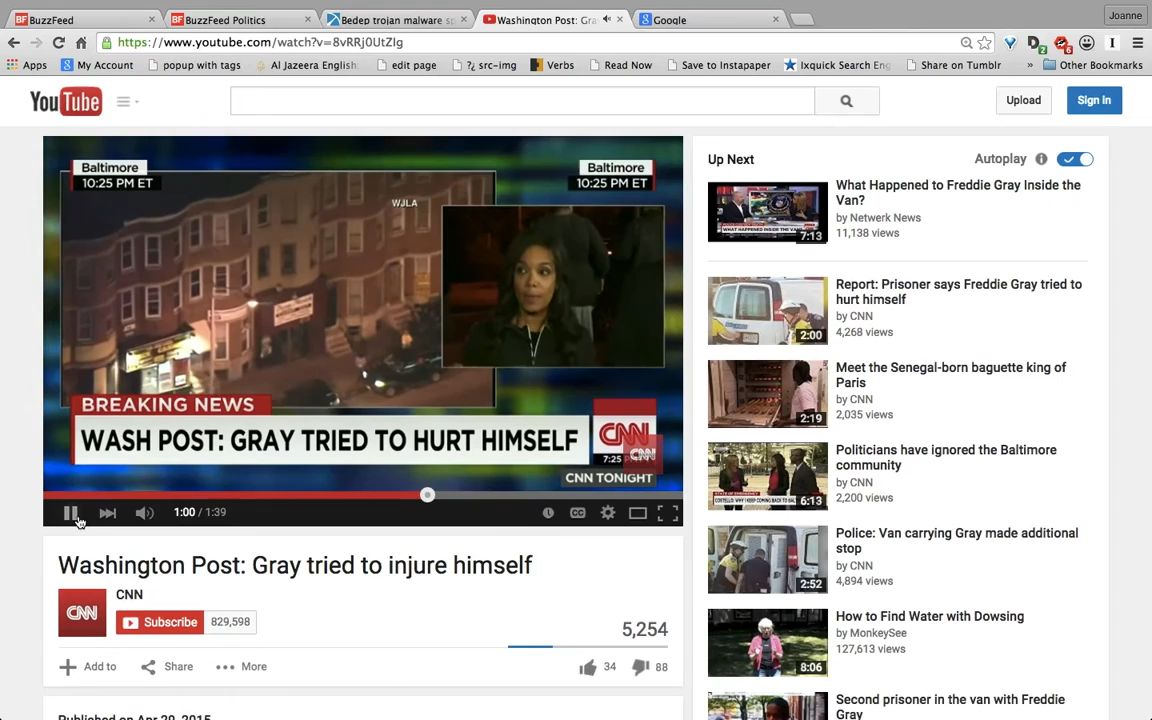 BuzzFeed
BuzzFeed Politics
Bedep trojan malware sp
Washington Post: Gra
Google
Joanne
https://www.youtube.com/watch?v=8vRRj0UtZIg
Apps
My Account
popup with tags
Al Jazeera English:
edit page
?¿ src-img
Verbs
Read Now
Save to Instapaper
Ixquick Search Eng
Share on Tumblr
»
Other Bookmarks
YouTube
Upload
Sign in
Baltimore
10:25 PM ET
Baltimore
10:25 PM ET
WJLA
BREAKING NEWS
WASH POST: GRAY TRIED TO HURT HIMSELF
CNN
7:25
CNN
CNN TONIGHT
1:00 / 1:39
CC
Washington Post: Gray tried to injure himself
CNN
CNN
Subscribe
829,598
5,254
Add to
Share
More
34
88
Published on Apr 29, 2015
Up Next
Autoplay
What Happened to Freddie Gray Inside the
Van?
by Netwerk News
11,138 views
7:13
Report: Prisoner says Freddie Gray tried to
hurt himself
by CNN
4,268 views
2:00
Meet the Senegal-born baguette king of
Paris
by CNN
2,035 views
2:19
Politicians have ignored the Baltimore
community
by CNN
2,200 views
6:13
Police: Van carrying Gray made additional
stop
by CNN
4,894 views
2:52
How to Find Water with Dowsing
by MonkeySee
127,613 views
8:06
Second prisoner in the van with Freddie
Gray